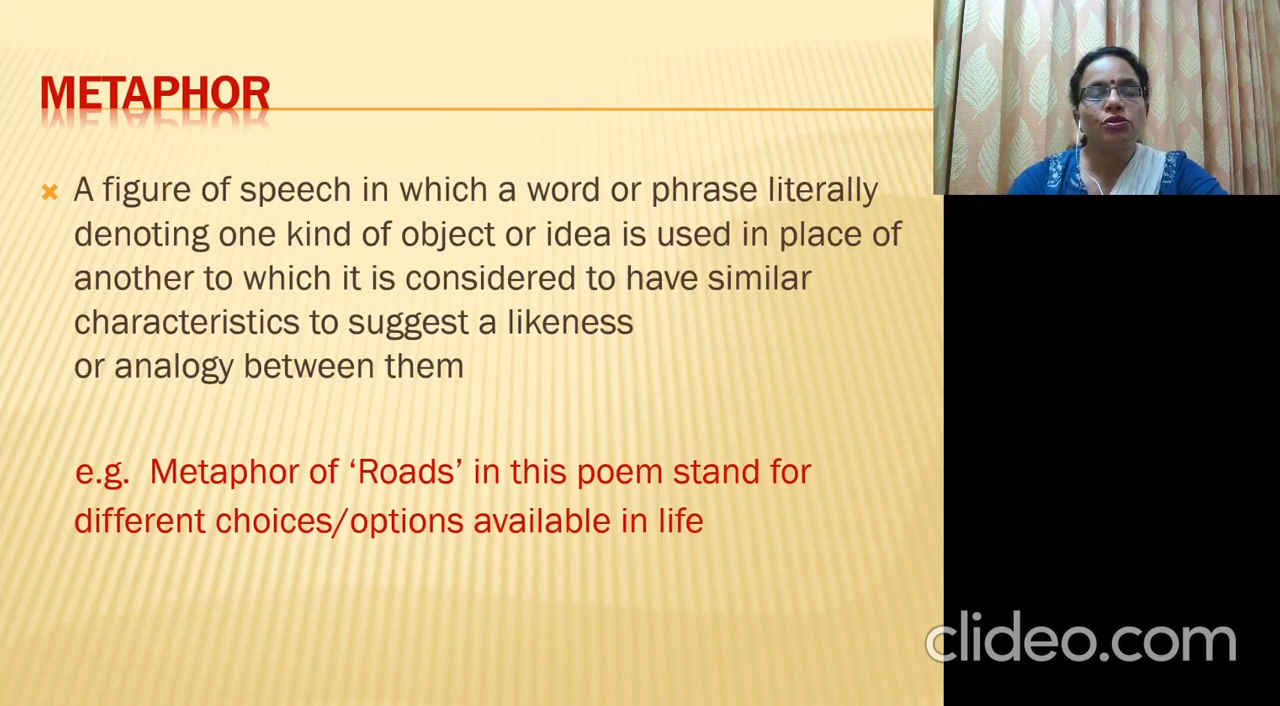 METAPHOR
A figure of speech in which a word or phrase literally
denoting one kind of object or idea is used in place of
another to which it is considered to have similar
characteristics to suggest a likeness
or analogy between them
e.g. Metaphor of ‘Roads’ in this poem stand for
different choices/options available in life
clideo.com